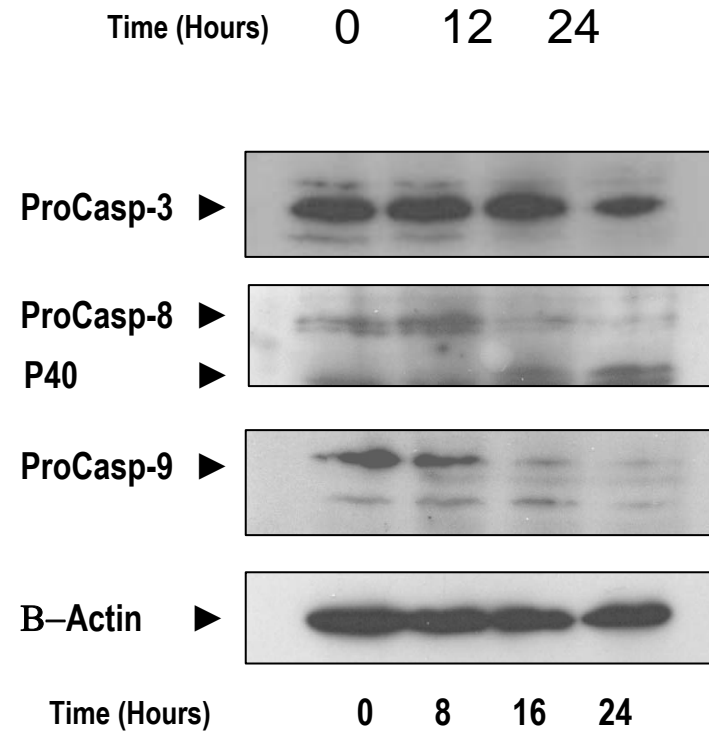 Time (Hours) 0 12 24
ProCasp-3 ►
ProCasp-8 ►
P40 ►
ProCasp-9 ►
B–Actin ►
Time (Hours) 0 8 16 24